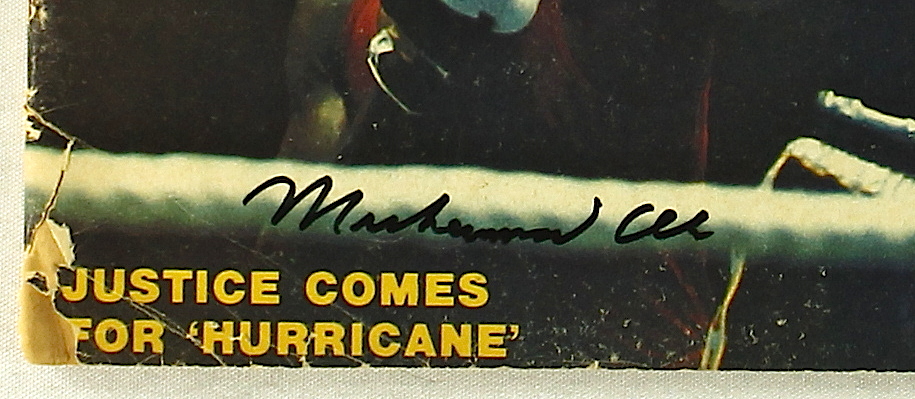 Muhammad Ali
JUSTICE COMES
FOR ‘HURRICANE’